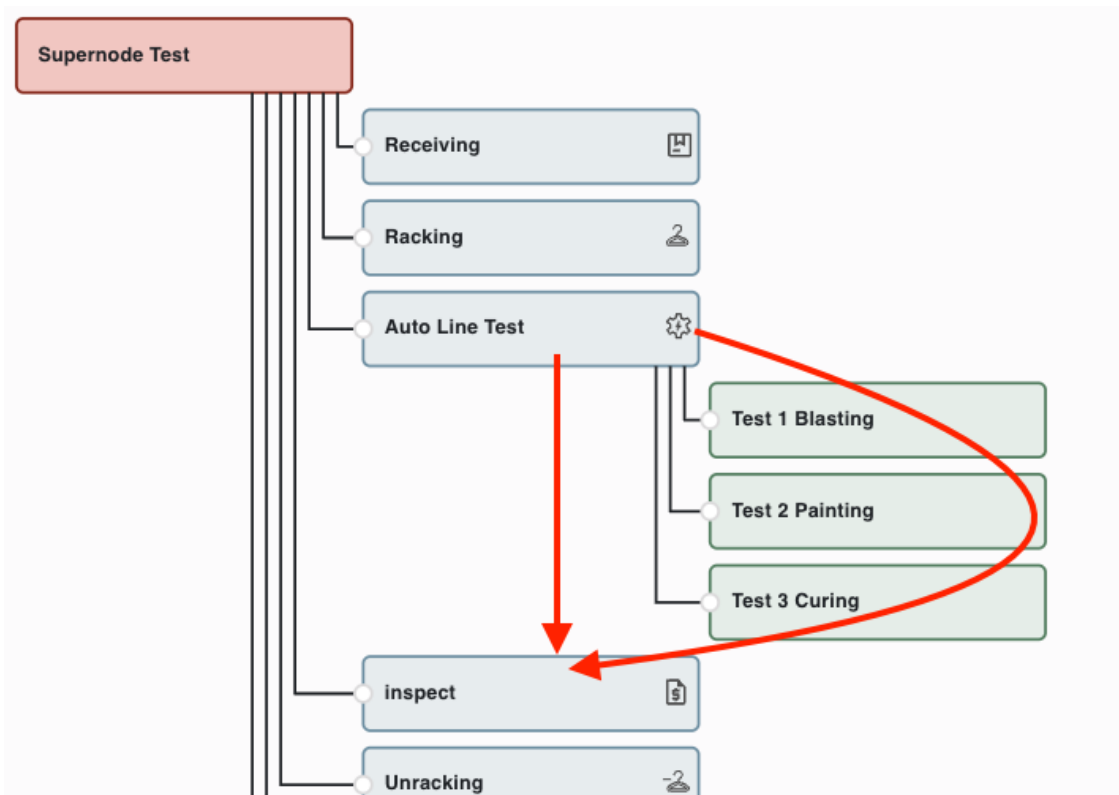 Supernode Test
Receiving
Racking
Auto Line Test
Test 1 Blasting
Test 2 Painting
Test 3 Curing
inspect
Unracking